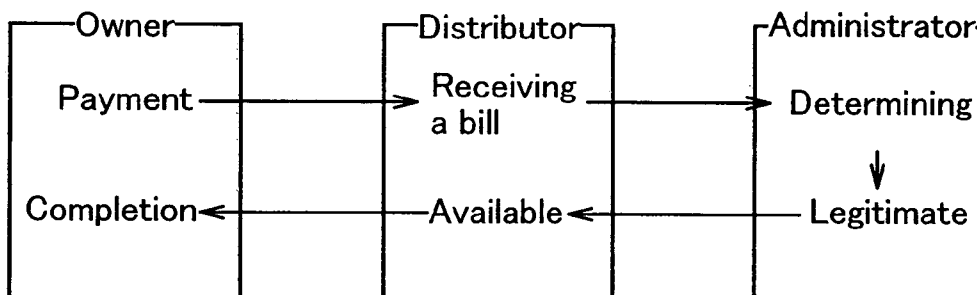 Owner
Distributor
Administrator
Payment
Receiving
a bill
Determining
Completion
Available
Legitimate